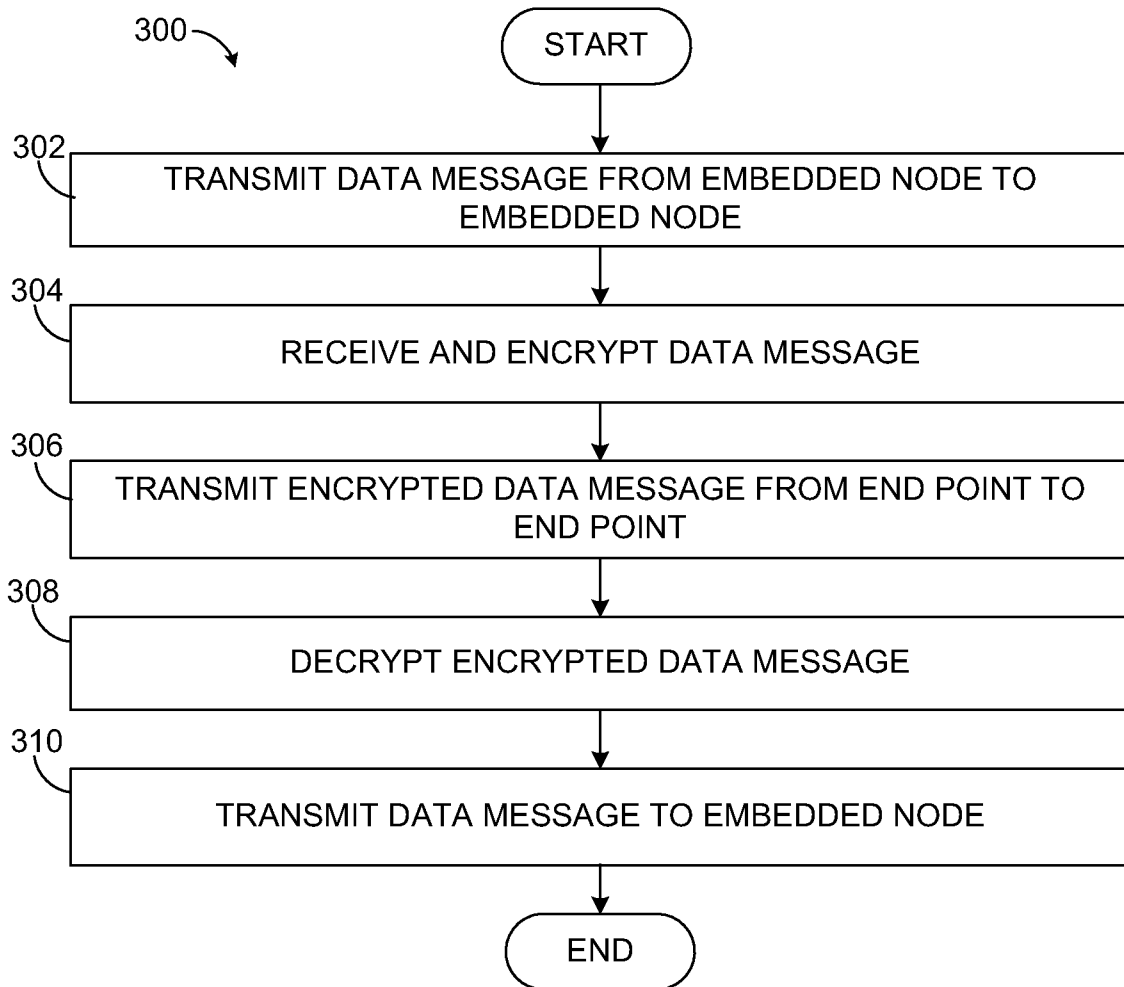 300
START
302
TRANSMIT DATA MESSAGE FROM EMBEDDED NODE TO
EMBEDDED NODE
304
RECEIVE AND ENCRYPT DATA MESSAGE
306
TRANSMIT ENCRYPTED DATA MESSAGE FROM END POINT TO
END POINT
308
DECRYPT ENCRYPTED DATA MESSAGE
310
TRANSMIT DATA MESSAGE TO EMBEDDED NODE
END